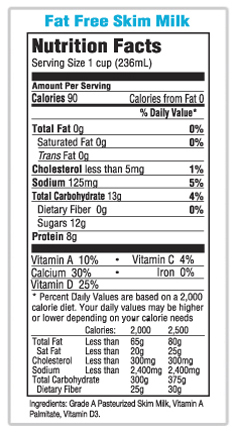 Fat Free Skim Milk
Nutrition Facts
Serving Size 1 cup (236mL)
Amount Per Serving
Calories 90 Calories from Fat 0
% Daily Value*
Total Fat 0g 0%
Saturated Fat 0g 0%
Trans Fat 0g
Cholesterol less than 5mg 1%
Sodium 125mg 5%
Total Carbohydrate 13g 4%
Dietary Fiber 0g 0%
Sugars 12g
Protein 8g
Vitamin A 10% • Vitamin C 4%
Calcium 30% • Iron 0%
Vitamin D 25%
* Percent Daily Values are based on a 2,000
calorie diet. Your daily values may be higher
or lower depending on your calorie needs
Calories: 2,000 2,500
Total Fat Less than 65g 80g
Sat Fat Less than 20g 25g
Cholesterol Less than 300mg 300mg
Sodium Less than 2,400mg 2,400mg
Total Carbohydrate 300g 375g
Dietary Fiber 25g 30g
Ingredients: Grade A Pasteurized Skim Milk, Vitamin A
Palmitate, Vitamin D3.